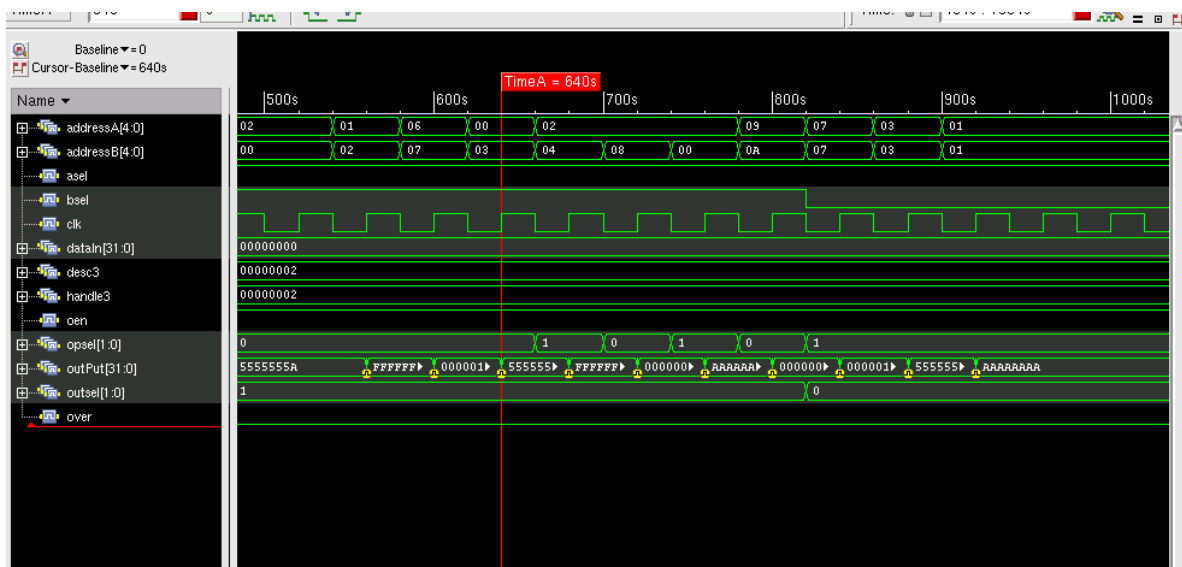 Baseline▼= 0
Cursor-Baseline▼= 640s
TimeA = 640s
Name ▼
|500s |600s |700s |800s |900s |1000s
addressA[4:0] 02 01 06 00 02 09 07 03 01
addressB[4:0] 00 02 07 03 04 08 00 0A 07 03 01
asel
bsel
clk
dataIn[31:0] 00000000
desc3 00000002
handle3 00000002
oen
opsel[1:0] 0 1 0 1 0 1
outPut[31:0] 5555555A FFFFFF 000001 555555 FFFFFF 000000 AAAAAA 000000 000001 555555 AAAAAAAA
outsel[1:0] 1 0
over